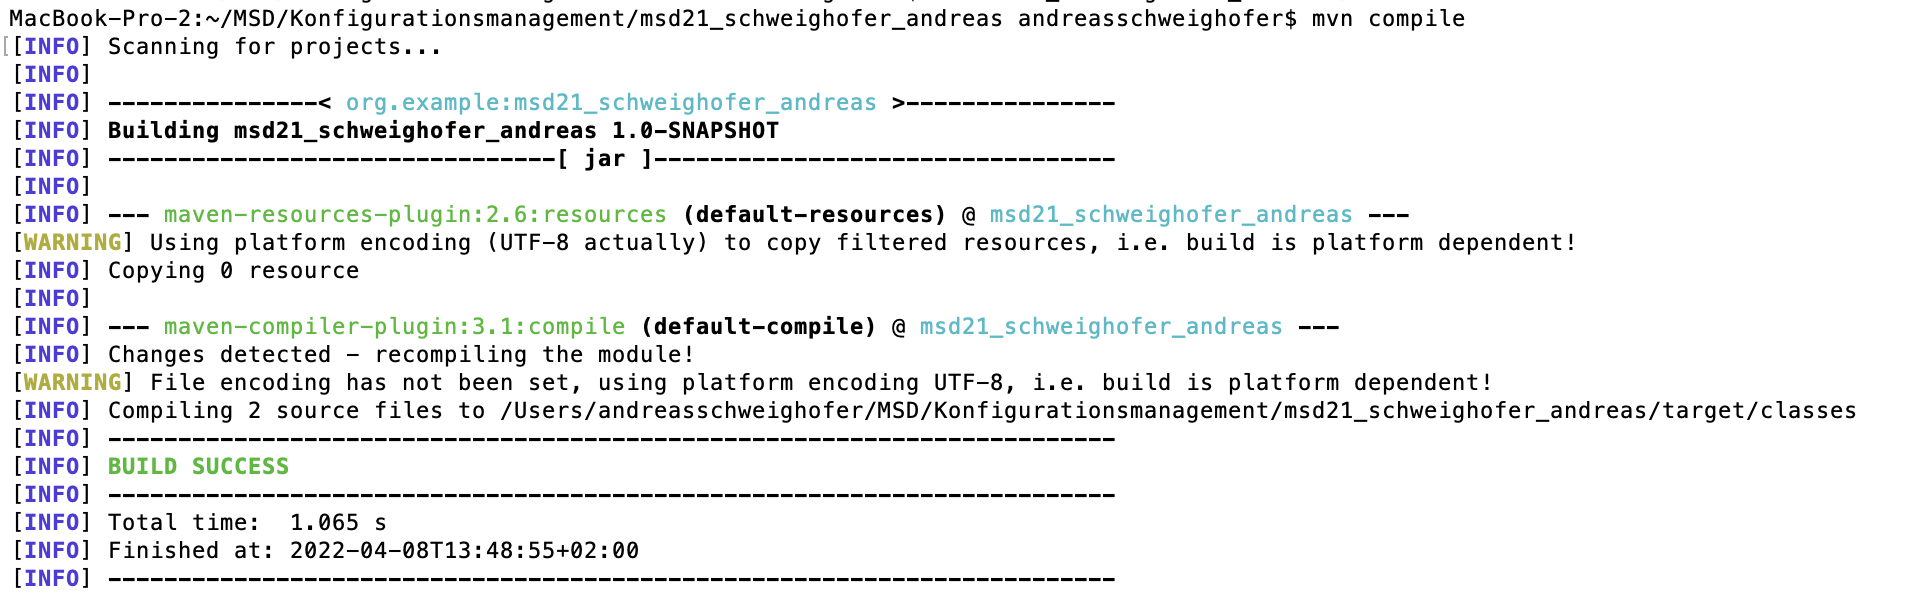 MacBook-Pro-2:~/MSD/Konfigurationsmanagement/msd21_schweighofer_andreas andreasschweighofer$ mvn compile
[[INFO] Scanning for projects...
[INFO]
[INFO] ---------------< org.example:msd21_schweighofer_andreas >---------------
[INFO] Building msd21_schweighofer_andreas 1.0-SNAPSHOT
[INFO] --------------------------------[ jar ]---------------------------------
[INFO]
[INFO] --- maven-resources-plugin:2.6:resources (default-resources) @ msd21_schweighofer_andreas ---
[WARNING] Using platform encoding (UTF-8 actually) to copy filtered resources, i.e. build is platform dependent!
[INFO] Copying 0 resource
[INFO]
[INFO] --- maven-compiler-plugin:3.1:compile (default-compile) @ msd21_schweighofer_andreas ---
[INFO] Changes detected - recompiling the module!
[WARNING] File encoding has not been set, using platform encoding UTF-8, i.e. build is platform dependent!
[INFO] Compiling 2 source files to /Users/andreasschweighofer/MSD/Konfigurationsmanagement/msd21_schweighofer_andreas/target/classes
[INFO] ------------------------------------------------------------------------
[INFO] BUILD SUCCESS
[INFO] ------------------------------------------------------------------------
[INFO] Total time:  1.065 s
[INFO] Finished at: 2022-04-08T13:48:55+02:00
[INFO] ------------------------------------------------------------------------